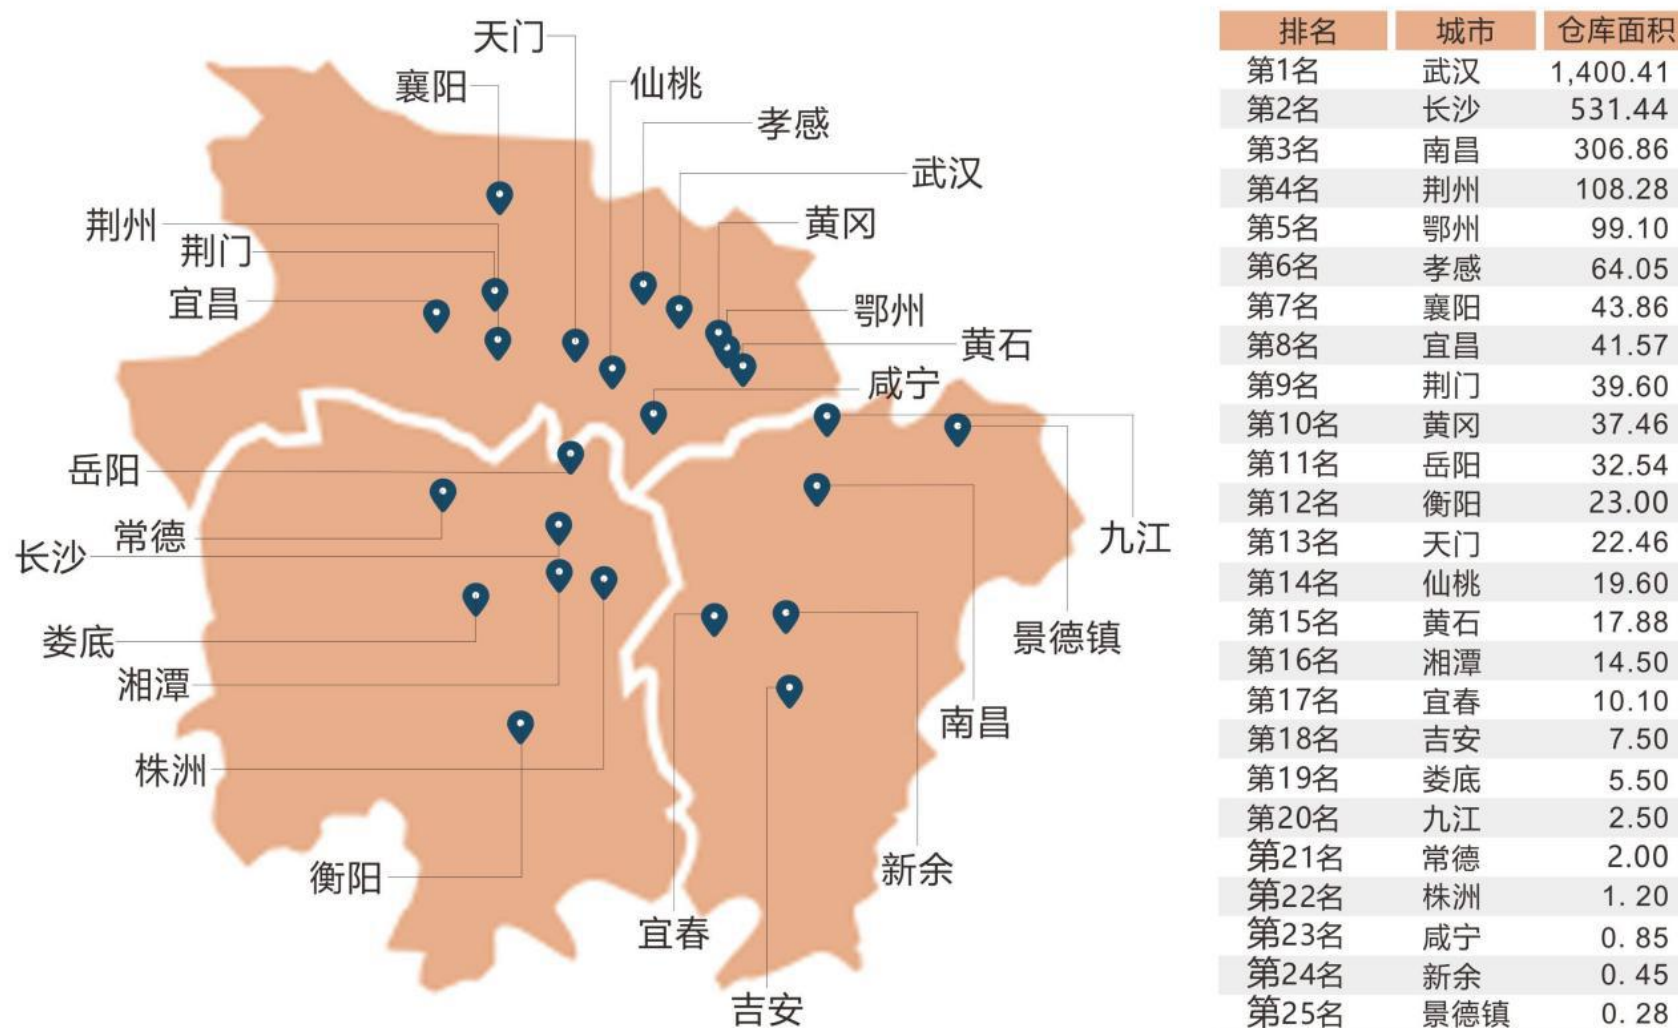 天门
襄阳
仙桃
孝感
武汉
荆州
黄冈
荆门
宜昌
鄂州
黄石
咸宁
岳阳
常德
九江
长沙
娄底
景德镇
湘潭
南昌
株洲
衡阳
新余
宜春
吉安
排名 城市 仓库面积
第1名 武汉 1,400.41
第2名 长沙 531.44
第3名 南昌 306.86
第4名 荆州 108.28
第5名 鄂州 99.10
第6名 孝感 64.05
第7名 襄阳 43.86
第8名 宜昌 41.57
第9名 荆门 39.60
第10名 黄冈 37.46
第11名 岳阳 32.54
第12名 衡阳 23.00
第13名 天门 22.46
第14名 仙桃 19.60
第15名 黄石 17.88
第16名 湘潭 14.50
第17名 宜春 10.10
第18名 吉安 7.50
第19名 娄底 5.50
第20名 九江 2.50
第21名 常德 2.00
第22名 株洲 1.20
第23名 咸宁 0.85
第24名 新余 0.45
第25名 景德镇 0.28